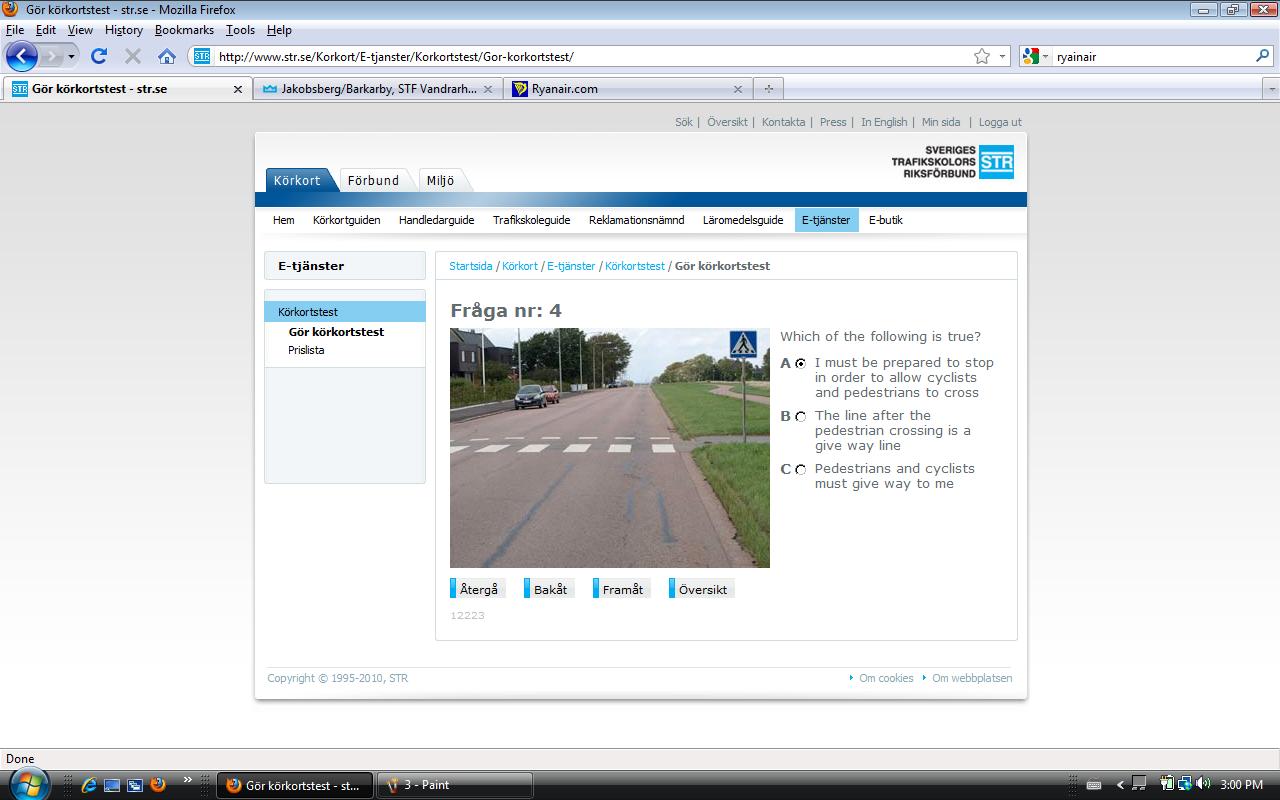 Gör körkortstest - str.se - Mozilla Firefox
File Edit View History Bookmarks Tools Help
STR http://www.str.se/Korkort/E-tjanster/Korkortstest/Gor-korkortstest/ ryainair
STR Gör körkortstest - str.se Jakobsberg/Barkarby, STF Vandrarh... Ryanair.com
Sök | Översikt | Kontakta | Press | In English | Min sida | Logga ut
SVERIGES
TRAFIKSKOLORS
RIKSFÖRBUND
STR
Körkort Förbund Miljö
Hem Körkortguiden Handledarguide Trafikskoleguide Reklamationsnämnd Läromedelsguide E-tjänster E-butik
E-tjänster
Körkortstest
Gör körkortstest
Prislista
Startsida / Körkort / E-tjänster / Körkortstest / Gör körkortstest
Fråga nr: 4
Which of the following is true?
A I must be prepared to stop
in order to allow cyclists
and pedestrians to cross
B The line after the
pedestrian crossing is a
give way line
C Pedestrians and cyclists
must give way to me
Återgå Bakåt Framåt Översikt
12223
Copyright © 1995-2010, STR Om cookies Om webbplatsen
Done
Gör körkortstest - st... 3 - Paint 3:00 PM